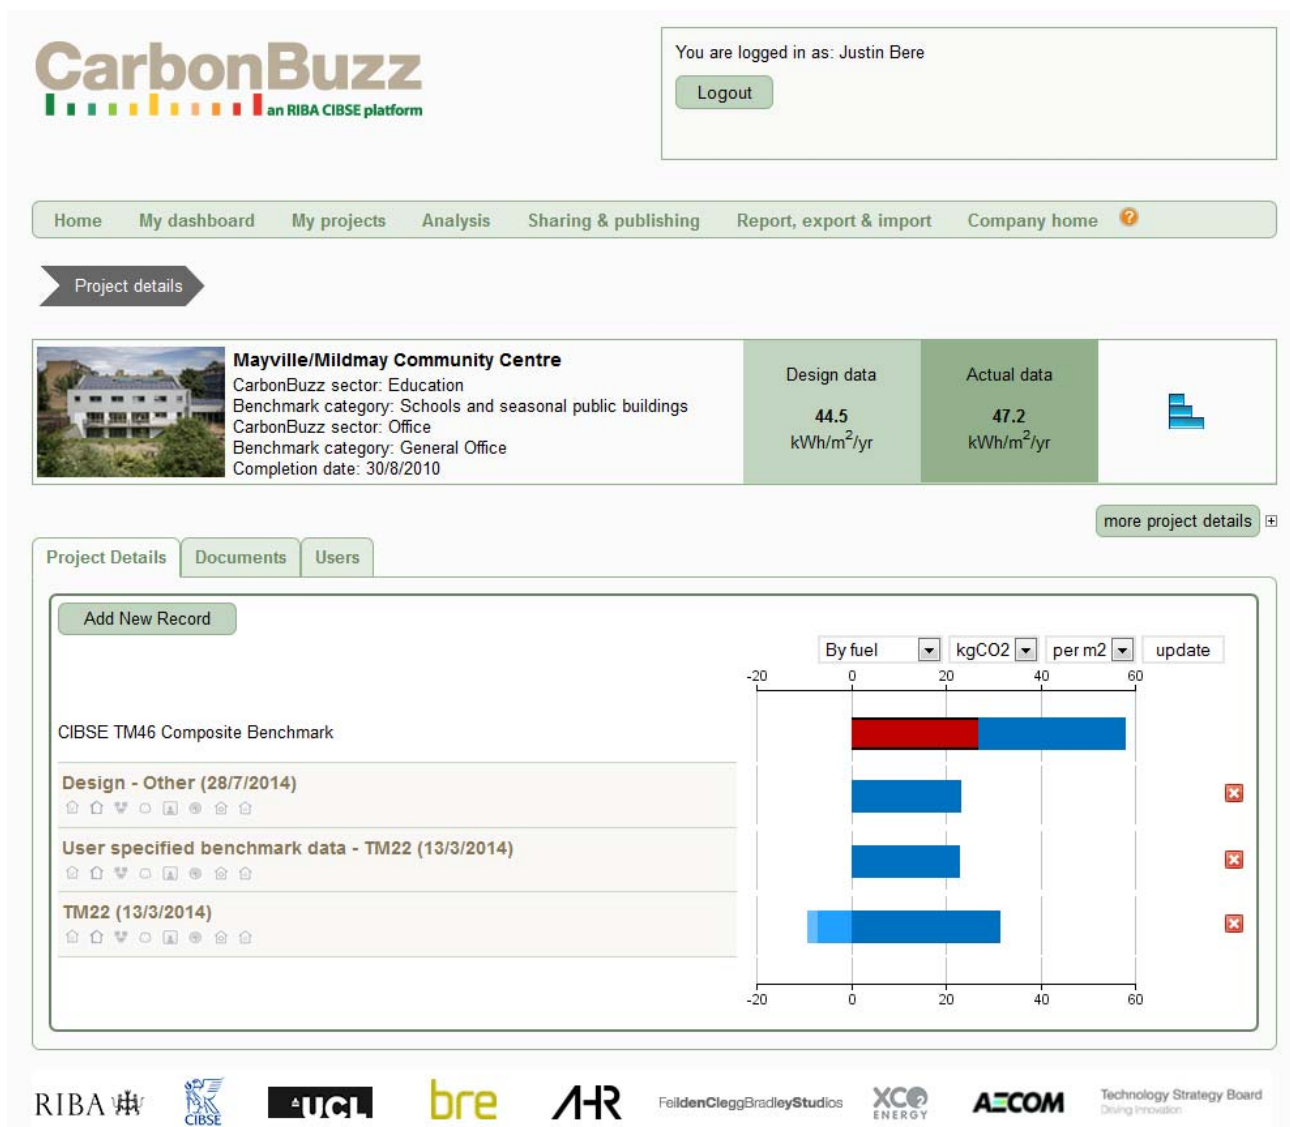 CarbonBuzz
an RIBA CIBSE platform
You are logged in as: Justin Bere
Logout
Home My dashboard My projects Analysis Sharing & publishing Report, export & import Company home ?
Project details
Mayville/Mildmay Community Centre
CarbonBuzz sector: Education
Benchmark category: Schools and seasonal public buildings
CarbonBuzz sector: Office
Benchmark category: General Office
Completion date: 30/8/2010
Design data
44.5
kWh/m²/yr
Actual data
47.2
kWh/m²/yr
more project details
Project Details Documents Users
Add New Record
By fuel kgCO2 per m2 update
-20 0 20 40 60
CIBSE TM46 Composite Benchmark
Design - Other (28/7/2014)
User specified benchmark data - TM22 (13/3/2014)
TM22 (13/3/2014)
-20 0 20 40 60
RIBA CIBSE UCL bre AHR FeildenCleggBradleyStudios XCO2 ENERGY AECOM Technology Strategy Board
Driving Innovation